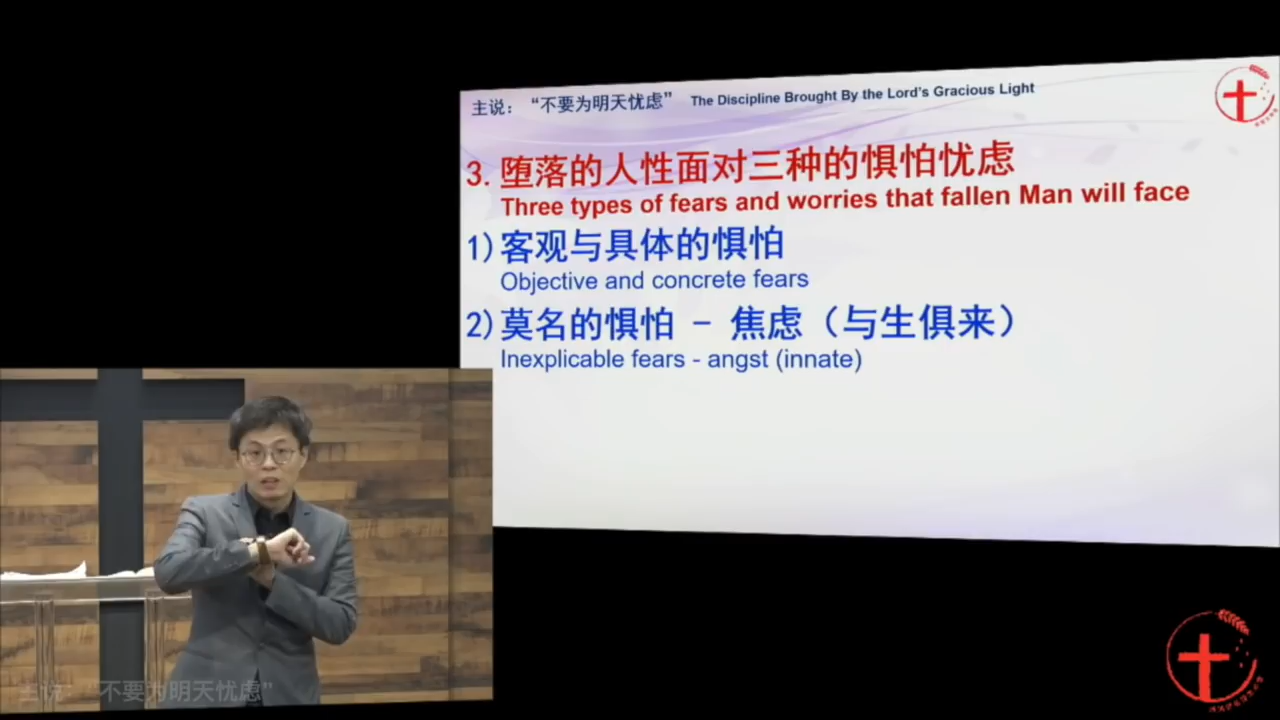 主说：“不要为明天忧虑” The Discipline Brought By the Lord's Gracious Light
3. 堕落的人性面对三种的惧怕忧虑
Three types of fears and worries that fallen Man will face
1) 客观与具体的惧怕
Objective and concrete fears
2) 莫名的惧怕 - 焦虑（与生俱来）
Inexplicable fears - angst (innate)
主说：“不要为明天忧虑”